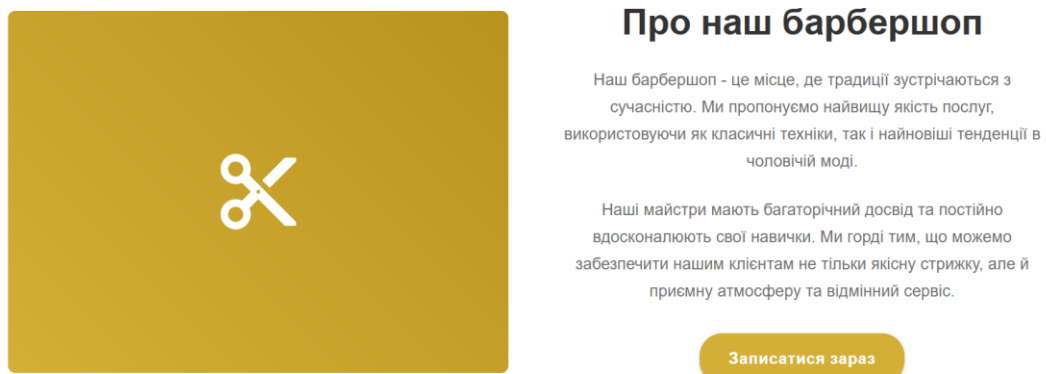 Про наш барбершоп
Наш барбершоп - це місце, де традиції зустрічаються з
сучасністю. Ми пропонуємо найвищу якість послуг,
використовуючи як класичні техніки, так і найновіші тенденції в
чоловічій моді.
Наші майстри мають багаторічний досвід та постійно
вдосконалюють свої навички. Ми горді тим, що можемо
забезпечити нашим клієнтам не тільки якісну стрижку, але й
приємну атмосферу та відмінний сервіс.
Записатися зараз